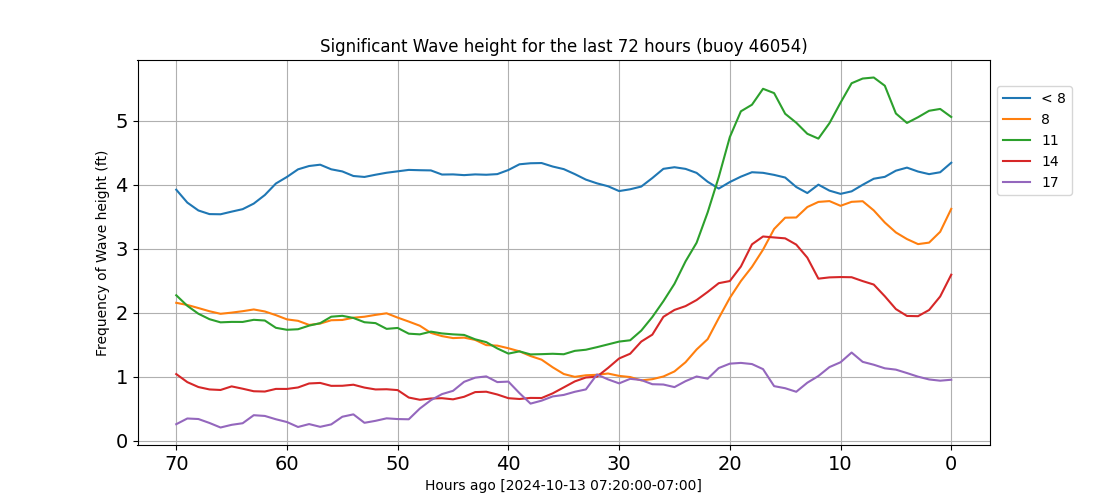 Significant Wave height for the last 72 hours (buoy 46054)
Frequency of Wave height (ft)
5
4
3
2
1
0
70 60 50 40 30 20 10 0
Hours ago [2024-10-13 07:20:00-07:00]
< 8
8
11
14
17